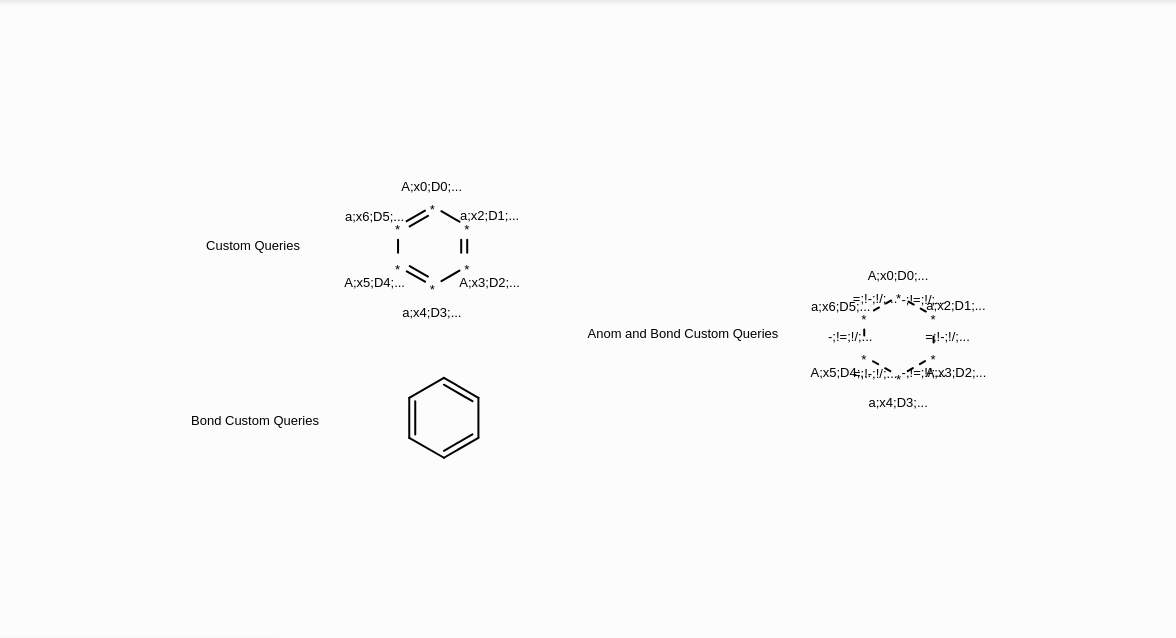 A;x0;D0;...
*
a;x6;D5;...
a;x2;D1;...
*
*
Custom Queries
*
*
A;x5;D4;...
A;x3;D2;...
*
a;x4;D3;...
A;x0;D0;...
=;!-;!/;...
*
-;!=;!/;...
a;x6;D5;...
a;x2;D1;...
*
*
Anom and Bond Custom Queries
-;!=;!/;...
=;!-;!/;...
*
*
A;x5;D4;...
=;!-;!/;...
*
-;!=;!/;...
A;x3;D2;...
a;x4;D3;...
Bond Custom Queries